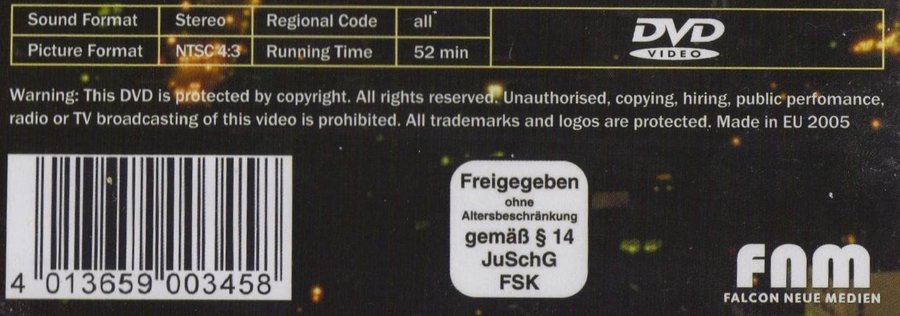 Sound Format Stereo Regional Code all
Picture Format NTSC 4:3 Running Time 52 min
DVD
VIDEO
Warning: This DVD is protected by copyright. All rights reserved. Unauthorised, copying, hiring, public perfomance,
radio or TV broadcasting of this video is prohibited. All trademarks and logos are protected. Made in EU 2005
4 013659 003458
Freigegeben
ohne
Altersbeschränkung
gemäß § 14
JuSchG
FSK
fnm
FALCON NEUE MEDIEN